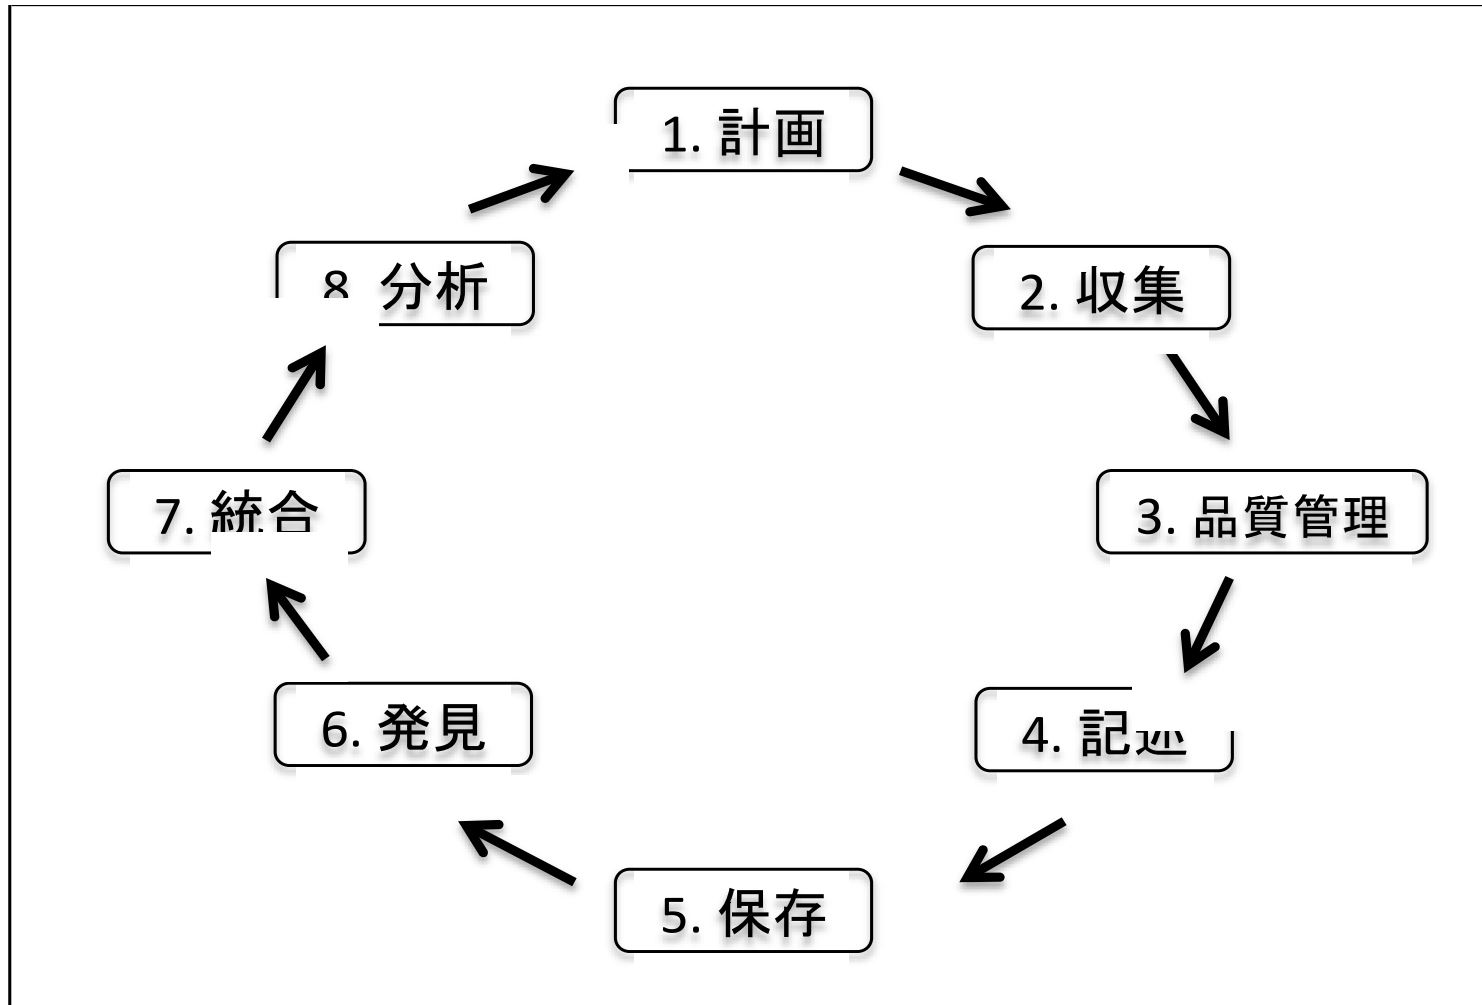 1. 計画
2. 収集
3. 品質管理
4. 記述
5. 保存
6. 発見
7. 統合
8. 分析